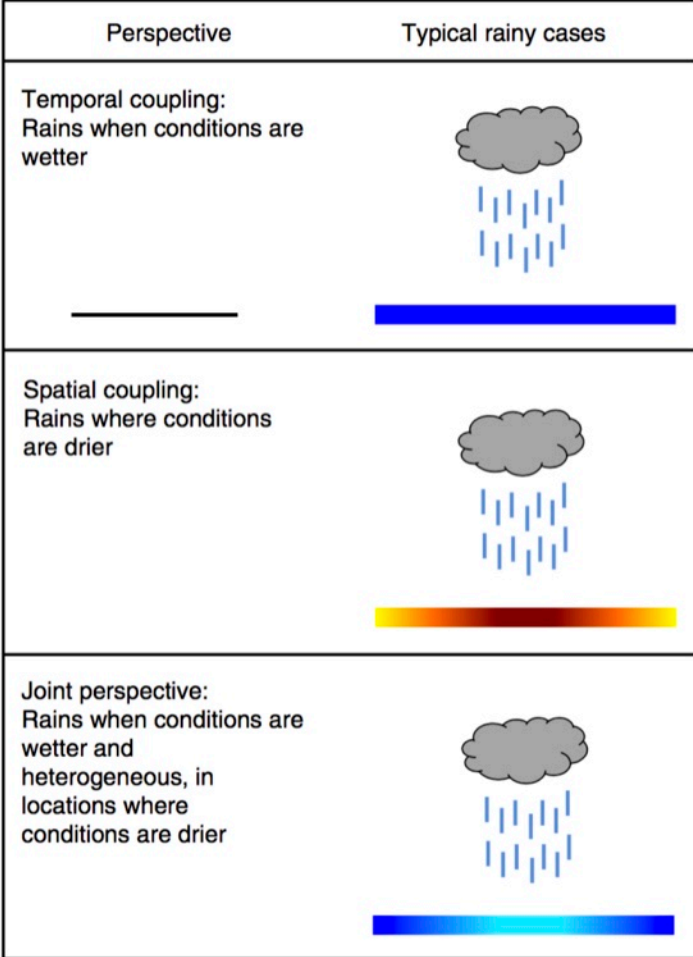 Perspective
Typical rainy cases
Temporal coupling:
Rains when conditions are
wetter
Spatial coupling:
Rains where conditions
are drier
Joint perspective:
Rains when conditions are
wetter and
heterogeneous, in
locations where
conditions are drier